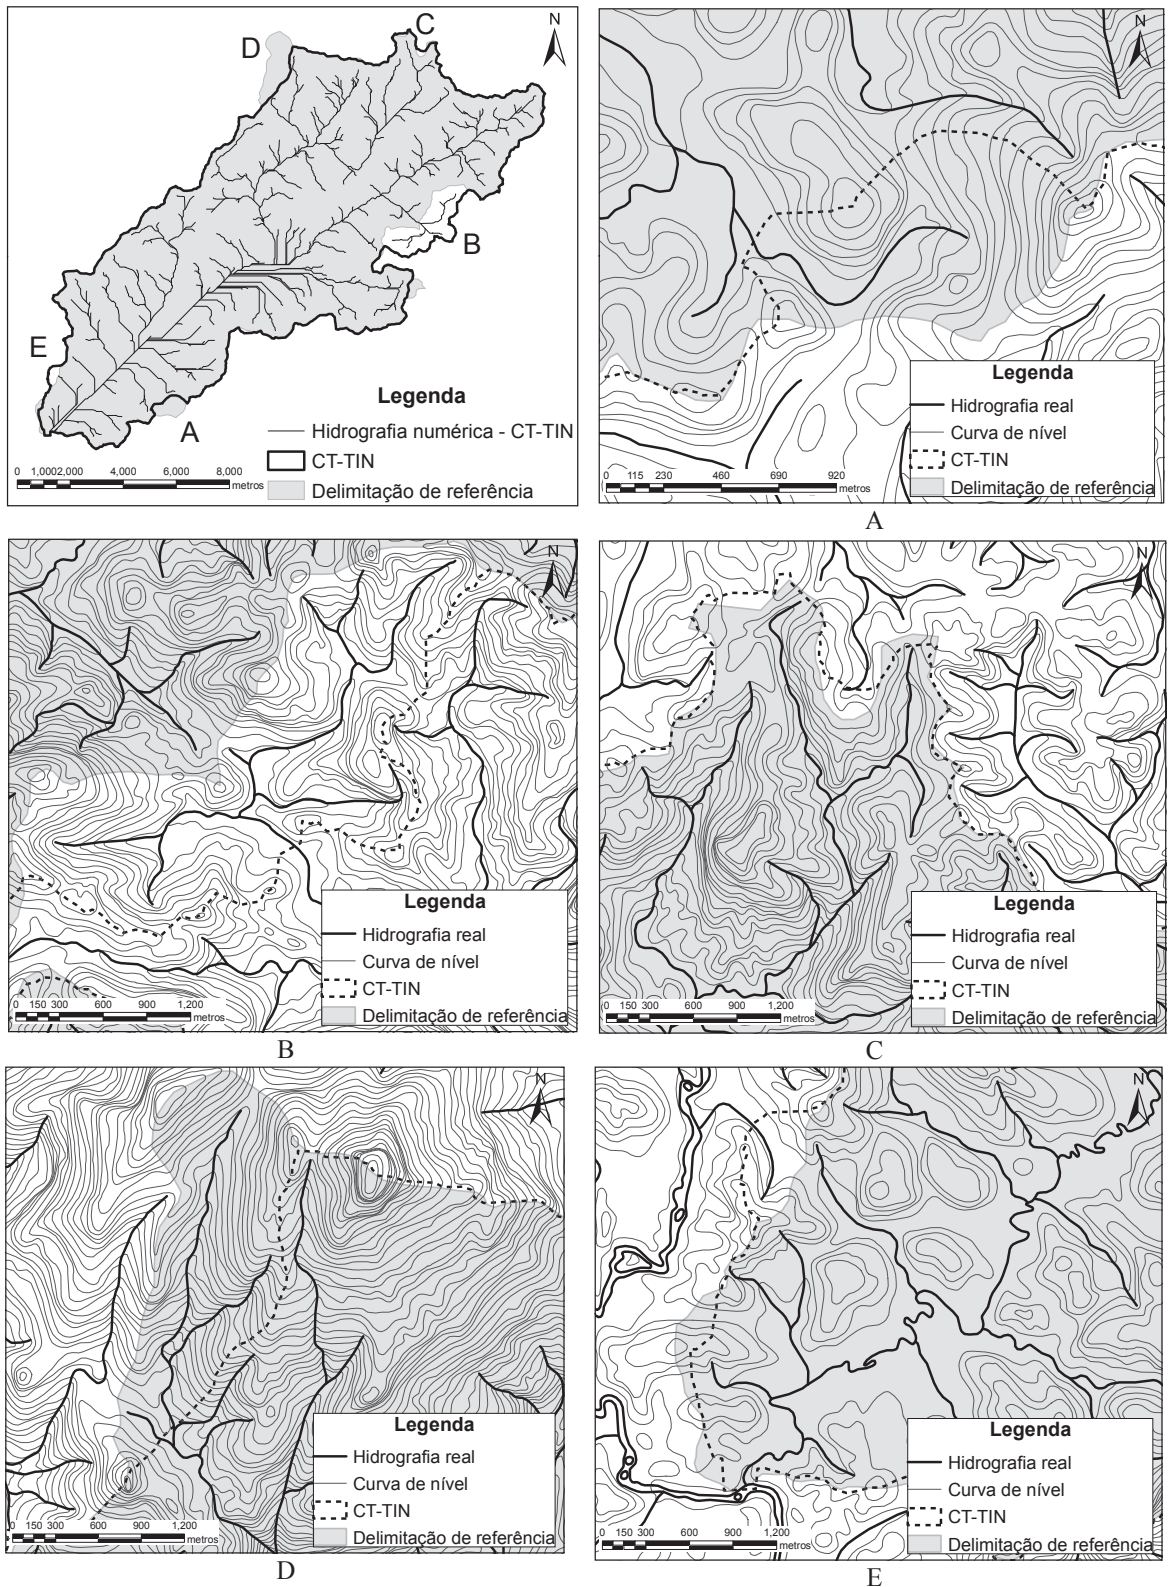 D
C
N
B
E
A
Legenda
Hidrografia numérica - CT-TIN
CT-TIN
Delimitação de referência
0 1,0002,000 4,000 6,000 8,000
metros
N
Legenda
Hidrografia real
Curva de nível
CT-TIN
Delimitação de referência
0 115 230 460 690 920
metros
A
N
Legenda
Hidrografia real
Curva de nível
CT-TIN
Delimitação de referência
0 150 300 600 900 1,200
metros
B
N
Legenda
Hidrografia real
Curva de nível
CT-TIN
Delimitação de referência
0 150 300 600 900 1,200
metros
C
N
Legenda
Hidrografia real
Curva de nível
CT-TIN
Delimitação de referência
0 150 300 600 900 1,200
metros
D
N
Legenda
Hidrografia real
Curva de nível
CT-TIN
Delimitação de referência
0 150 300 600 900 1,200
metros
E